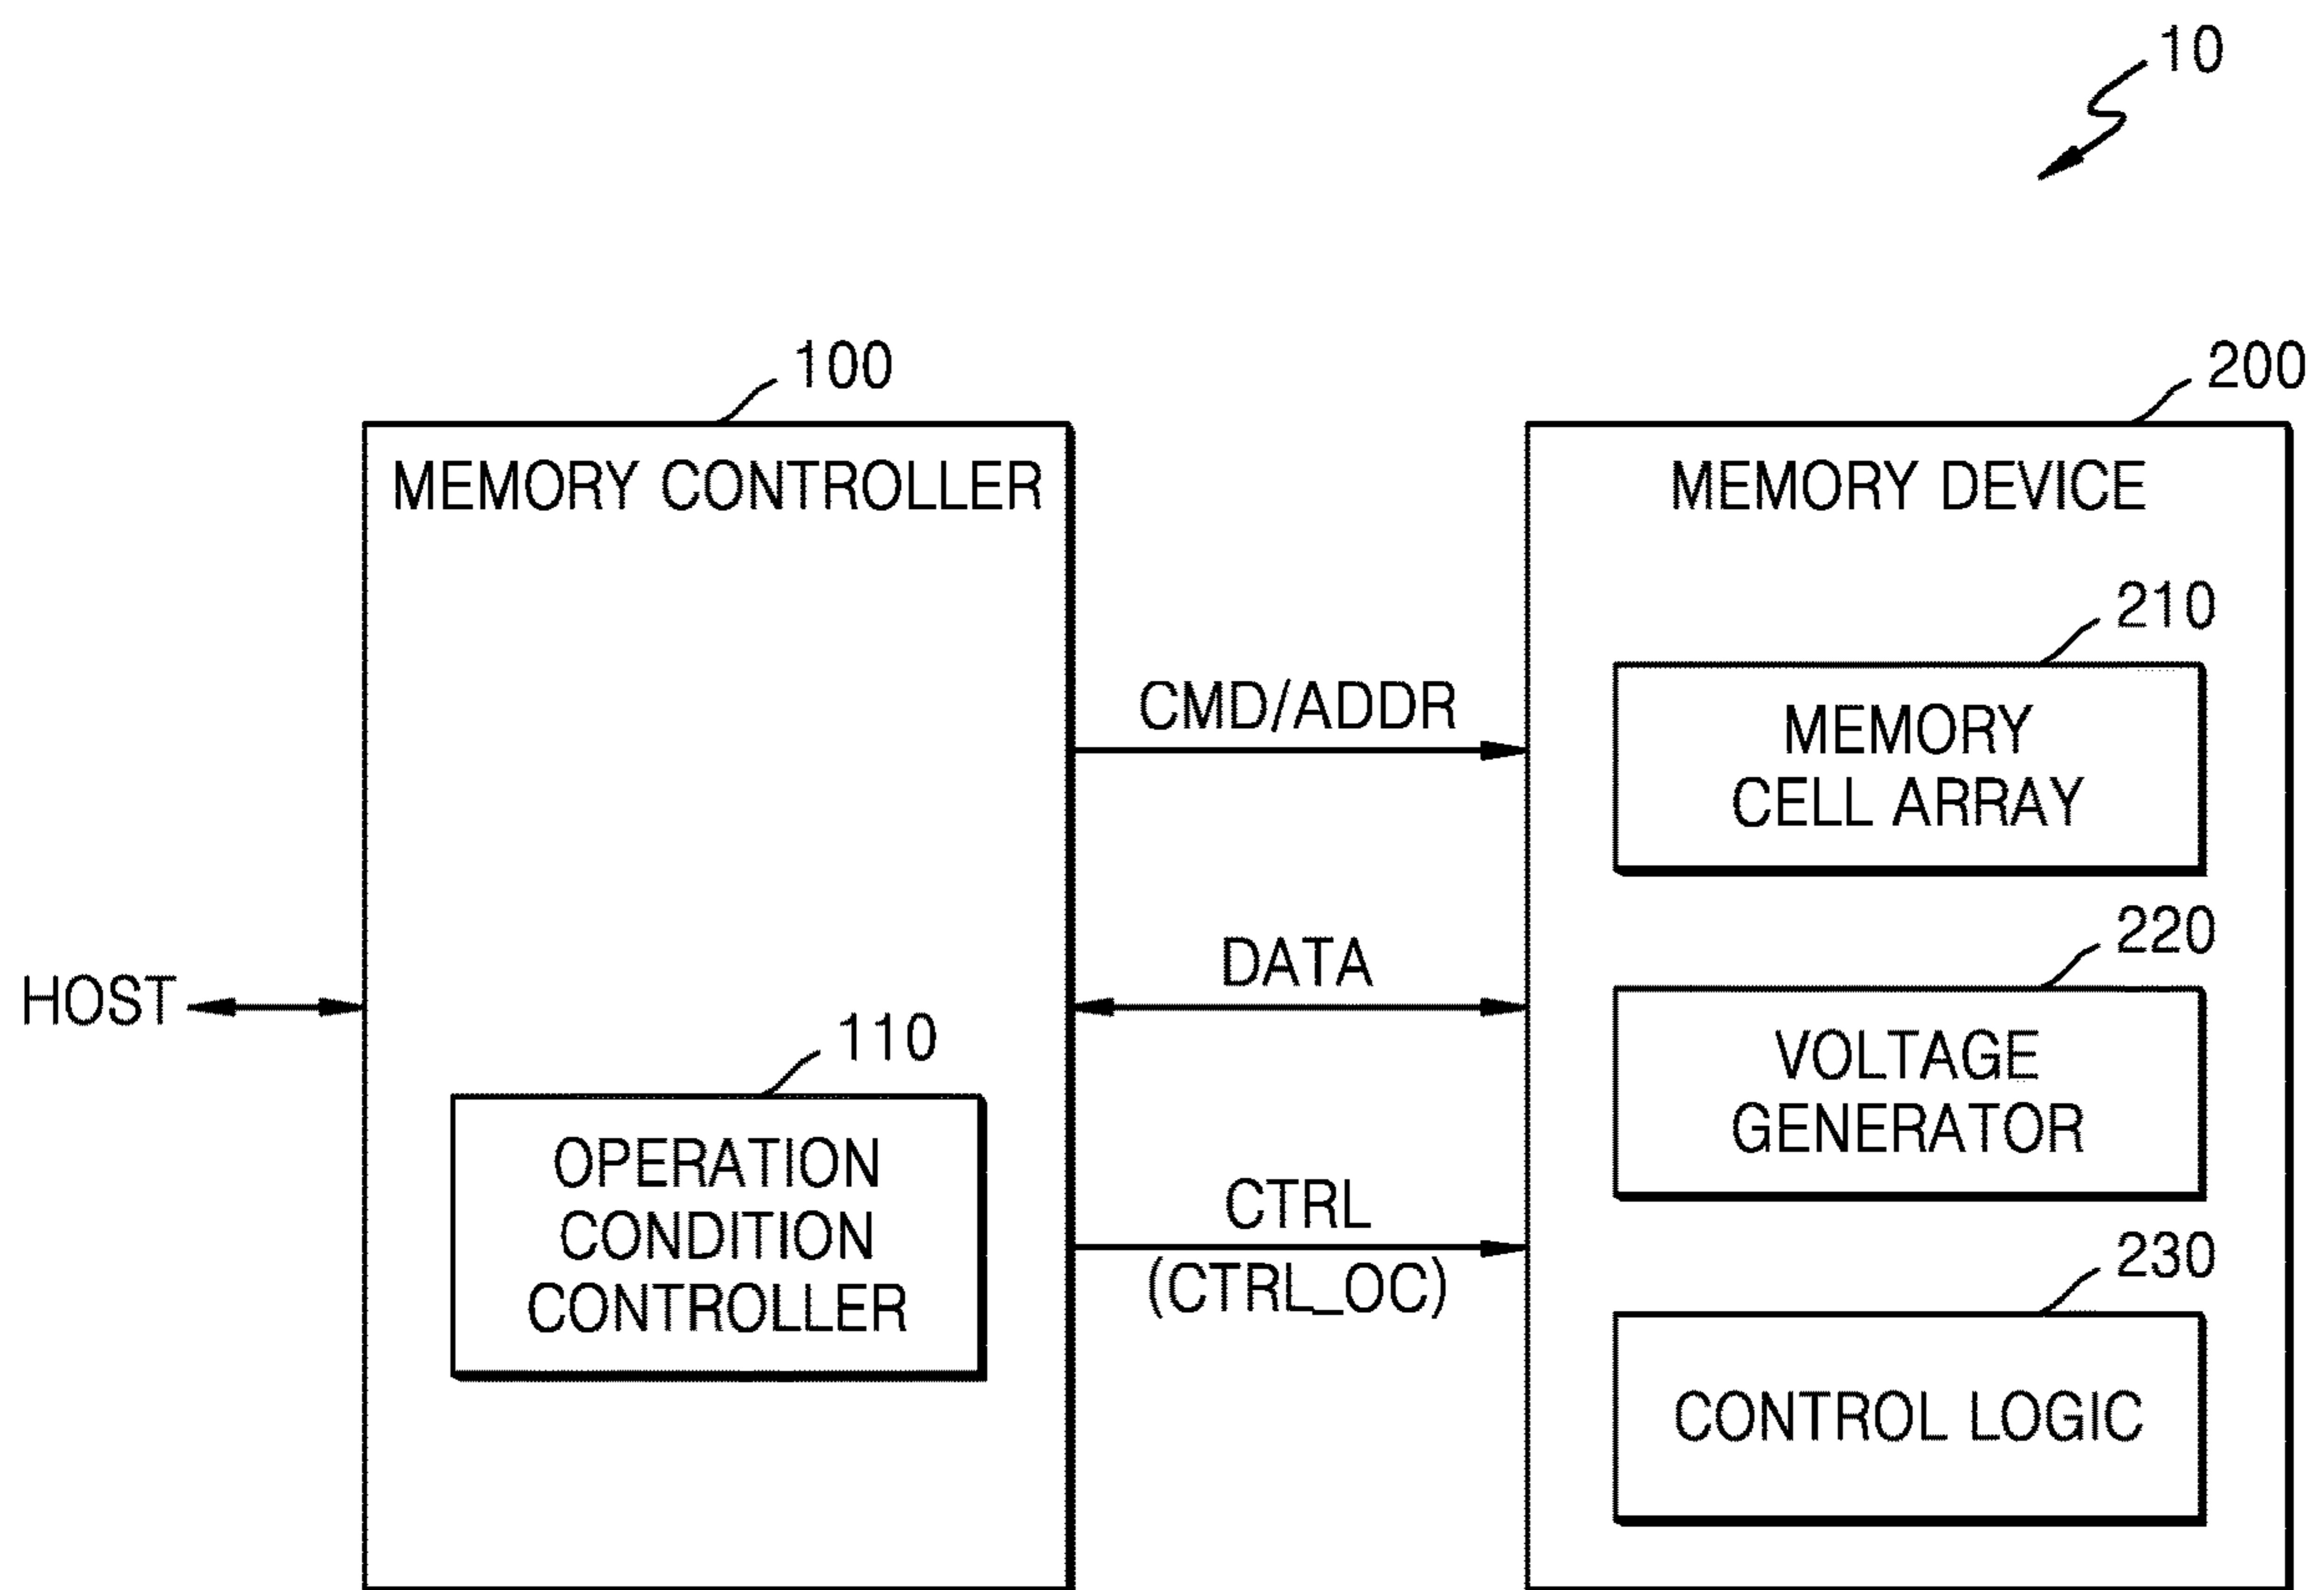 10
100
200
MEMORY CONTROLLER
MEMORY DEVICE
210
CMD/ADDR
MEMORY
CELL ARRAY
220
DATA
HOST
110
VOLTAGE
GENERATOR
OPERATION
CONDITION
CONTROLLER
CTRL
(CTRL_OC)
230
CONTROL LOGIC